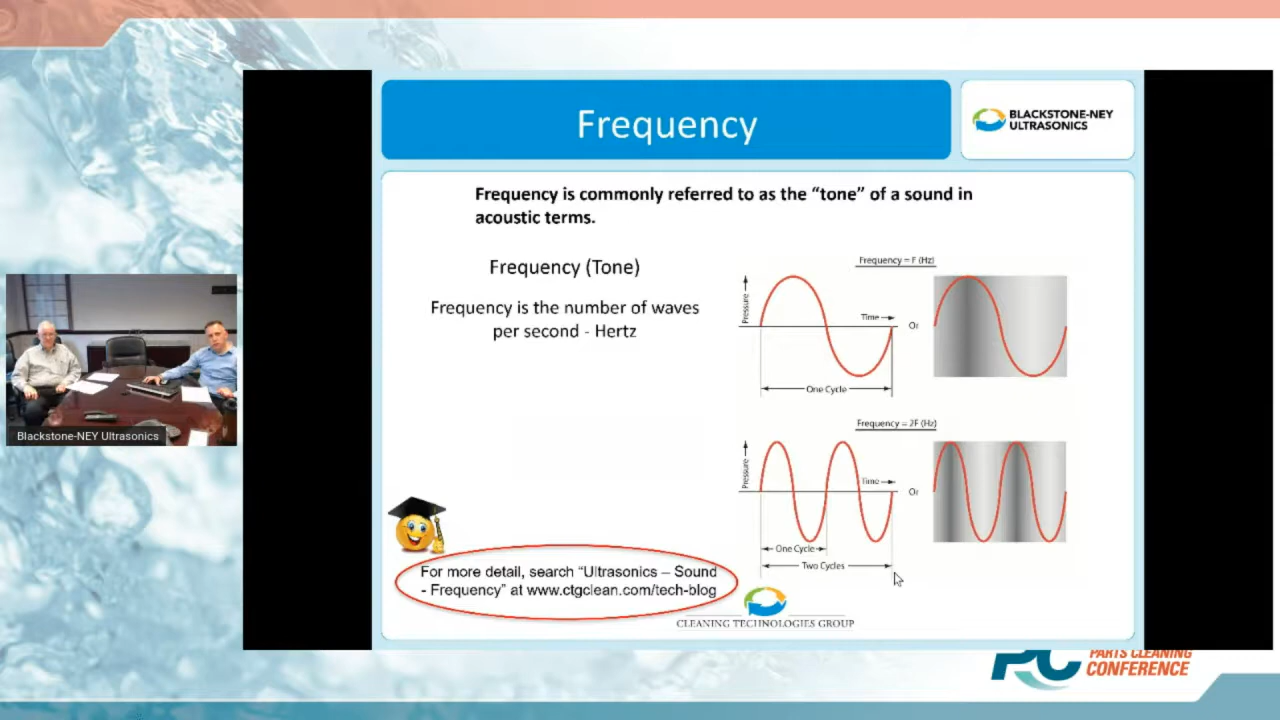 Frequency
BLACKSTONE-NEY
ULTRASONICS
Frequency is commonly referred to as the “tone” of a sound in
acoustic terms.
Frequency (Tone)
Frequency is the number of waves
per second - Hertz
Frequency = F (Hz)
Pressure
Time
Or
One Cycle
Frequency = 2F (Hz)
Pressure
Time
Or
One Cycle
Two Cycles
For more detail, search “Ultrasonics – Sound
- Frequency” at www.ctgclean.com/tech-blog
CLEANING TECHNOLOGIES GROUP
Blackstone-NEY Ultrasonics
PC
PARTS CLEANING
CONFERENCE